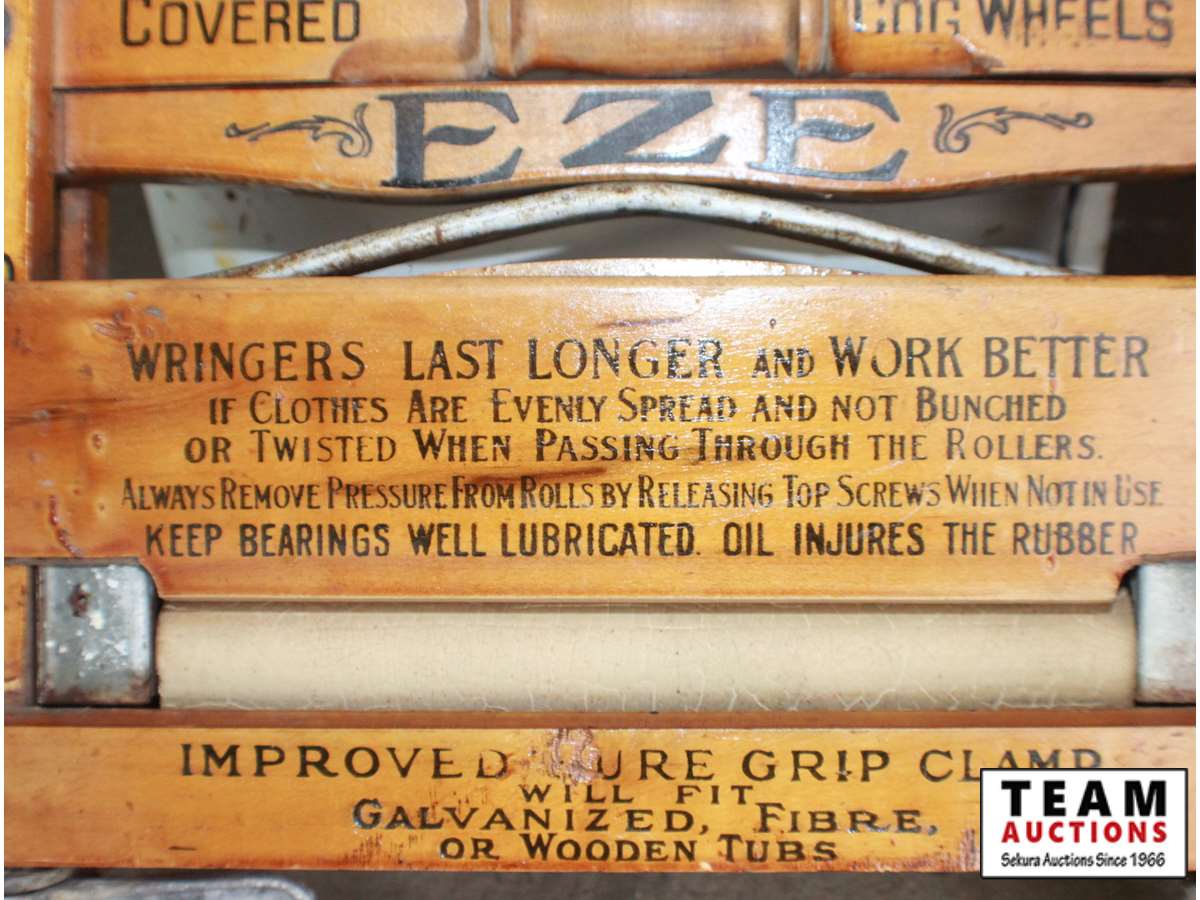 COVERED COG WHEELS
EZE
WRINGERS LAST LONGER AND WORK BETTER
IF CLOTHES ARE EVENLY SPREAD AND NOT BUNCHED
OR TWISTED WHEN PASSING THROUGH THE ROLLERS.
ALWAYS REMOVE PRESSURE FROM ROLLS BY RELEASING TOP SCREWS WHEN NOT IN USE
KEEP BEARINGS WELL LUBRICATED. OIL INJURES THE RUBBER
IMPROVED SURE GRIP CLAMP
WILL FIT
GALVANIZED, FIBRE,
OR WOODEN TUBS
TEAM
AUCTIONS
Sekura Auctions Since 1966